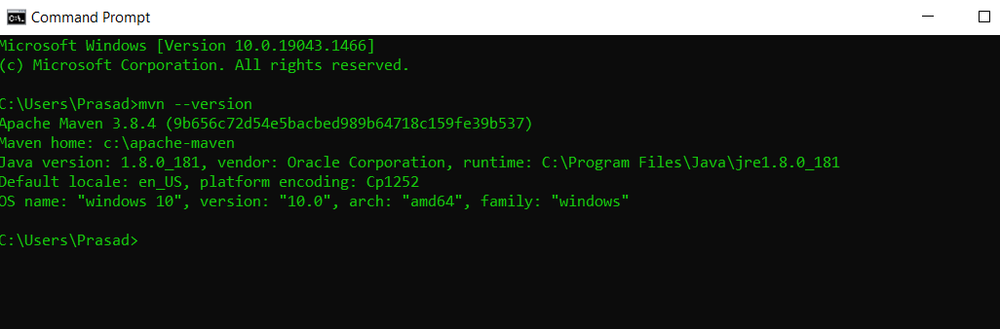 Command Prompt
Microsoft Windows [Version 10.0.19043.1466]
(c) Microsoft Corporation. All rights reserved.
C:\Users\Prasad>mvn --version
Apache Maven 3.8.4 (9b656c72d54e5bacbed989b64718c159fe39b537)
Maven home: c:\apache-maven
Java version: 1.8.0_181, vendor: Oracle Corporation, runtime: C:\Program Files\Java\jre1.8.0_181
Default locale: en_US, platform encoding: Cp1252
OS name: "windows 10", version: "10.0", arch: "amd64", family: "windows"
C:\Users\Prasad>